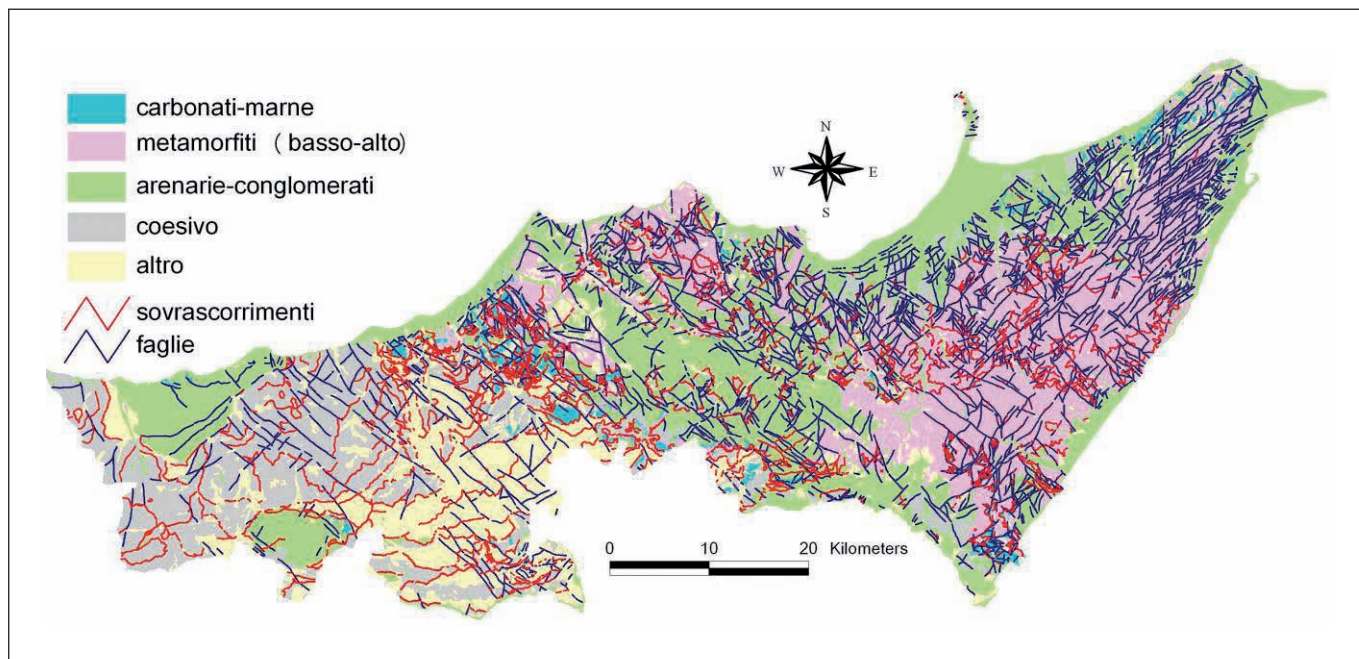 carbonati-marne
metamorfiti ( basso-alto)
arenarie-conglomerati
coesivo
altro
sovrascorrimenti
faglie
N
W E
S
0 10 20 Kilometers